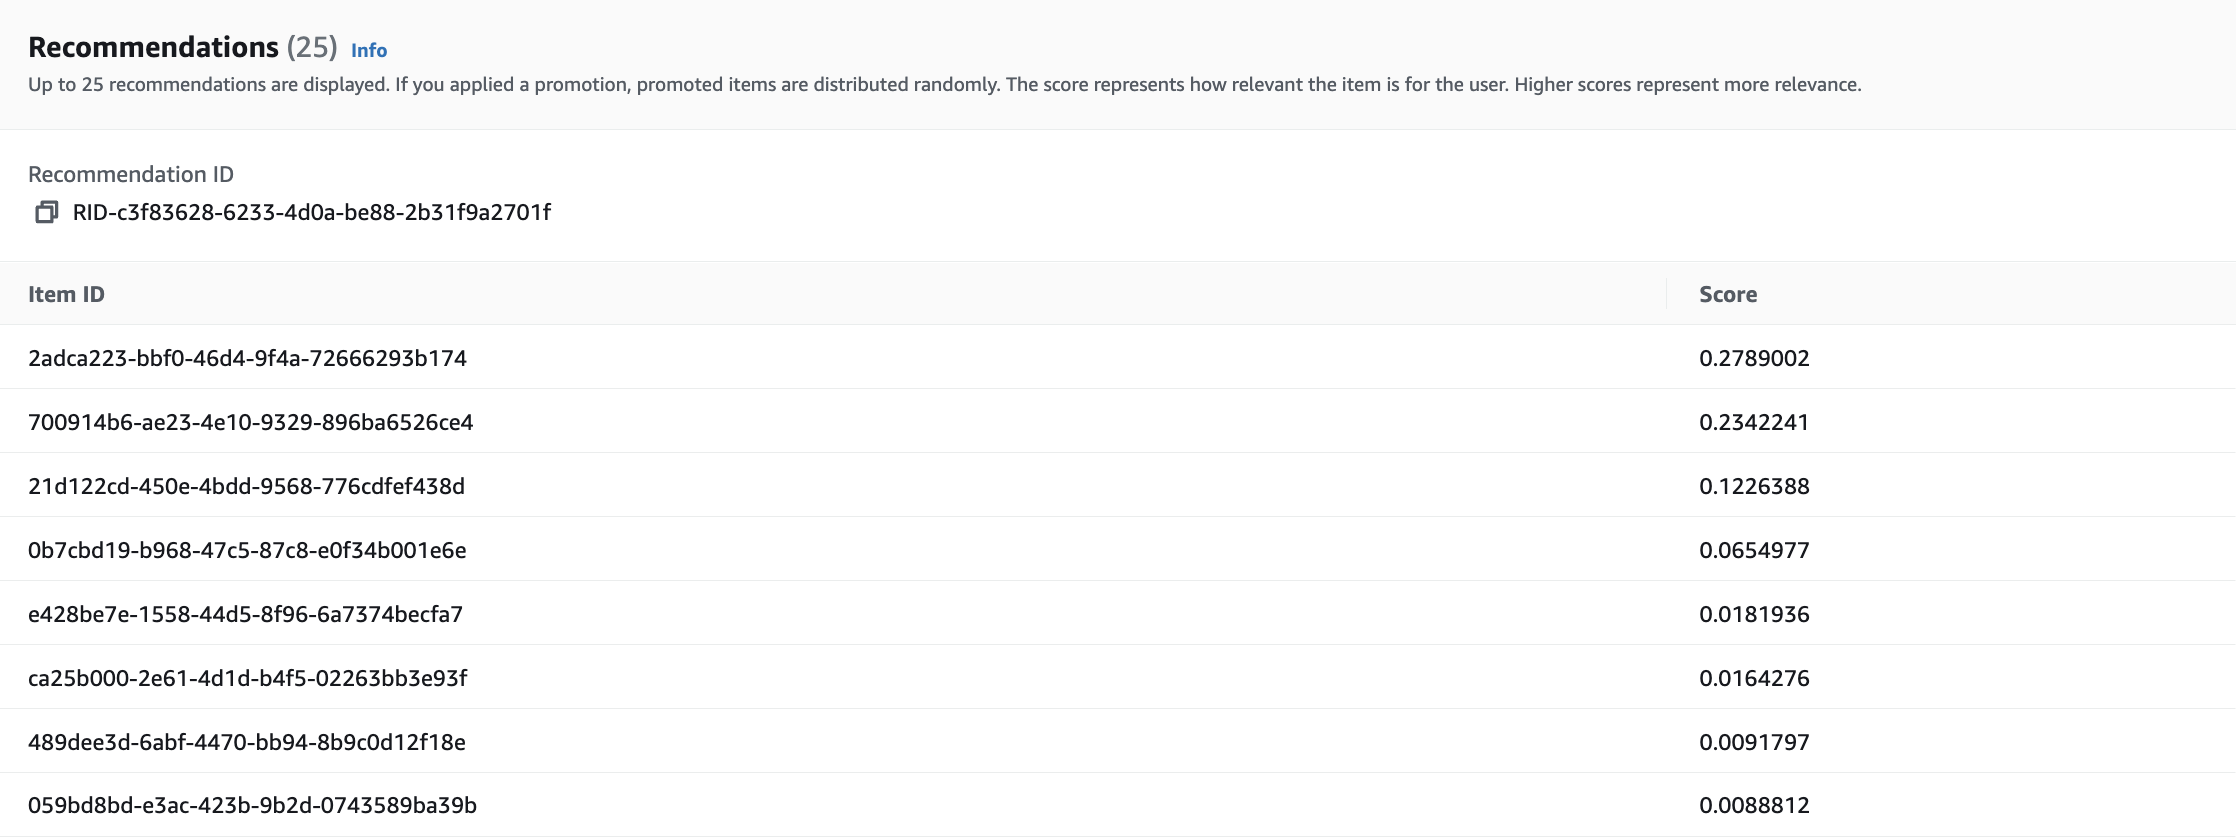 Recommendations (25) Info
Up to 25 recommendations are displayed. If you applied a promotion, promoted items are distributed randomly. The score represents how relevant the item is for the user. Higher scores represent more relevance.
Recommendation ID
RID-c3f83628-6233-4d0a-be88-2b31f9a2701f
Item ID Score
2adca223-bbf0-46d4-9f4a-72666293b174 0.2789002
700914b6-ae23-4e10-9329-896ba6526ce4 0.2342241
21d122cd-450e-4bdd-9568-776cdfef438d 0.1226388
0b7cbd19-b968-47c5-87c8-e0f34b001e6e 0.0654977
e428be7e-1558-44d5-8f96-6a7374becfa7 0.0181936
ca25b000-2e61-4d1d-b4f5-02263bb3e93f 0.0164276
489dee3d-6abf-4470-bb94-8b9c0d12f18e 0.0091797
059bd8bd-e3ac-423b-9b2d-0743589ba39b 0.0088812